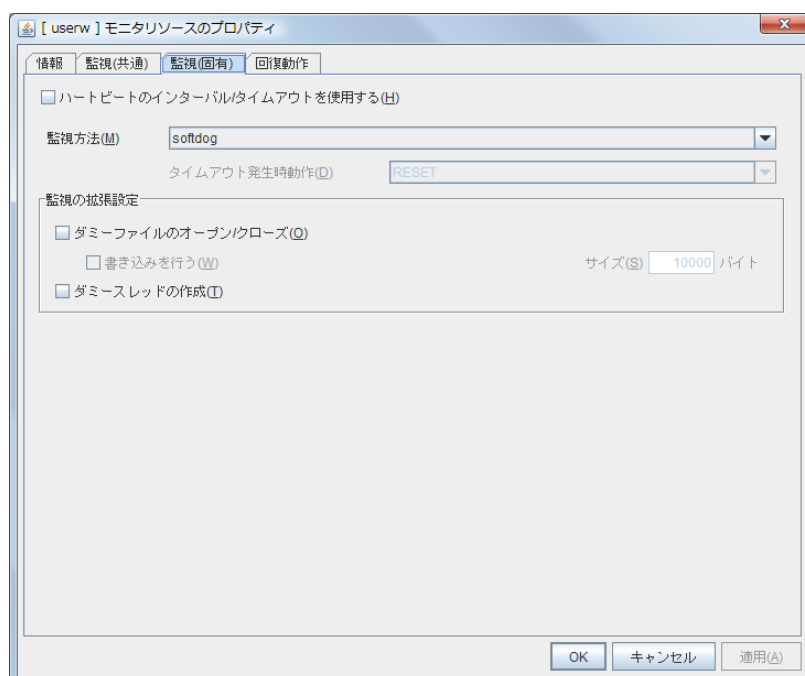 [ userw ] モニタリソースのプロパティ
情報 監視(共通) 監視(固有) 回復動作
ハートビートのインターバル/タイムアウトを使用する(H)
監視方法(M) softdog
タイムアウト発生時動作(D) RESET
監視の拡張設定
ダミーファイルのオープン/クローズ(O)
書き込みを行う(W) サイズ(S) 10000 バイト
ダミースレッドの作成(T)
OK キャンセル 適用(A)